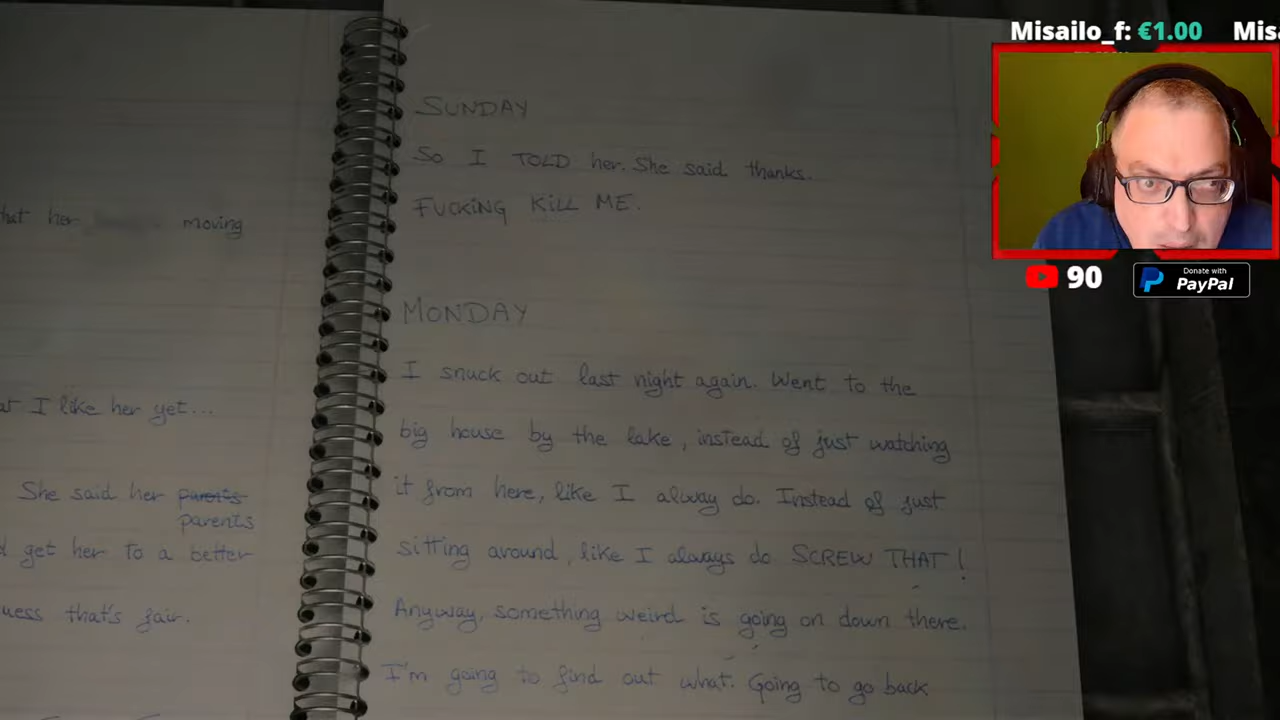 Misailo_f: €1.00 Misa
90
Donate with
PayPal
hat her moving
I like her yet...
She said her parents
parents
get her to a better
uess that's fair.
SUNDAY
So I TOLD her. She said thanks.
FUCKING KILL ME.
MONDAY
I snuck out last night again. Went to the
big house by the lake, instead of just watching
it from here, like I alway do. Instead of just
sitting around, like I always do SCREW THAT!
Anyway, something weird is going on down there.
I'm going to find out what. Going to go back